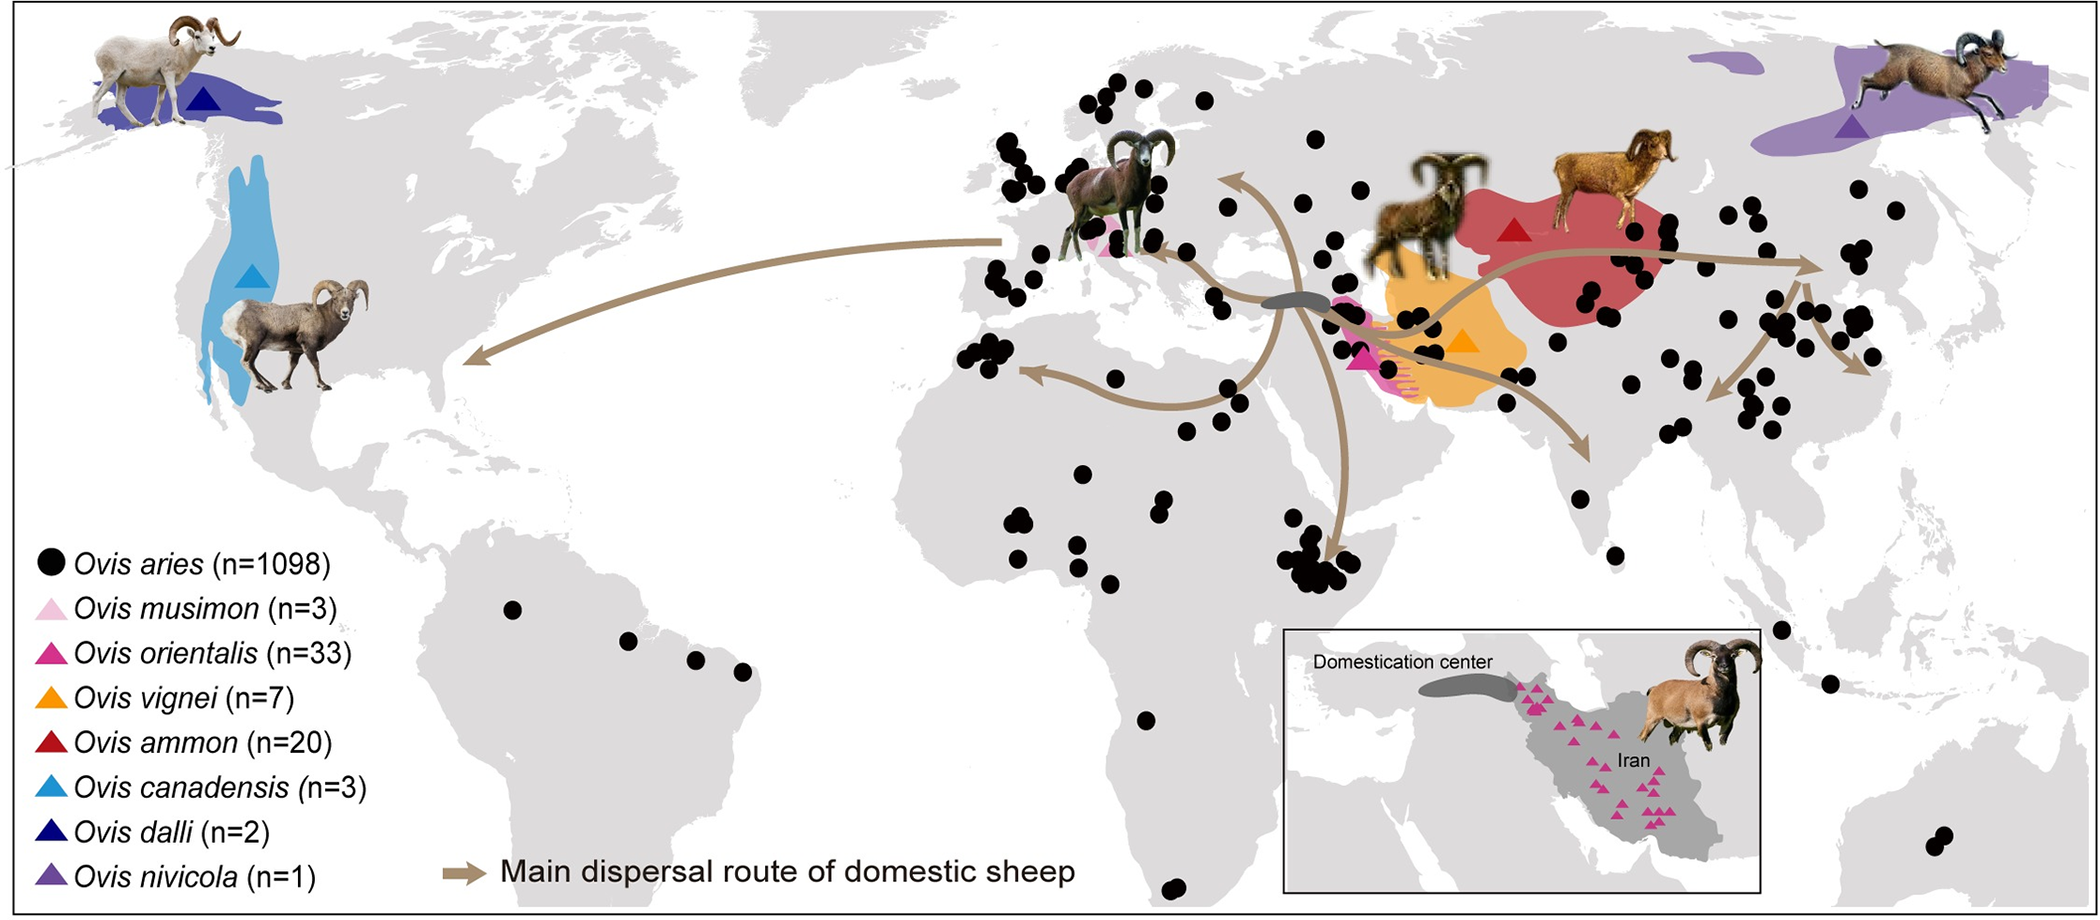 Ovis aries (n=1098)
Ovis musimon (n=3)
Ovis orientalis (n=33)
Ovis vignei (n=7)
Ovis ammon (n=20)
Ovis canadensis (n=3)
Ovis dalli (n=2)
Ovis nivicola (n=1)
Main dispersal route of domestic sheep
Domestication center
Iran